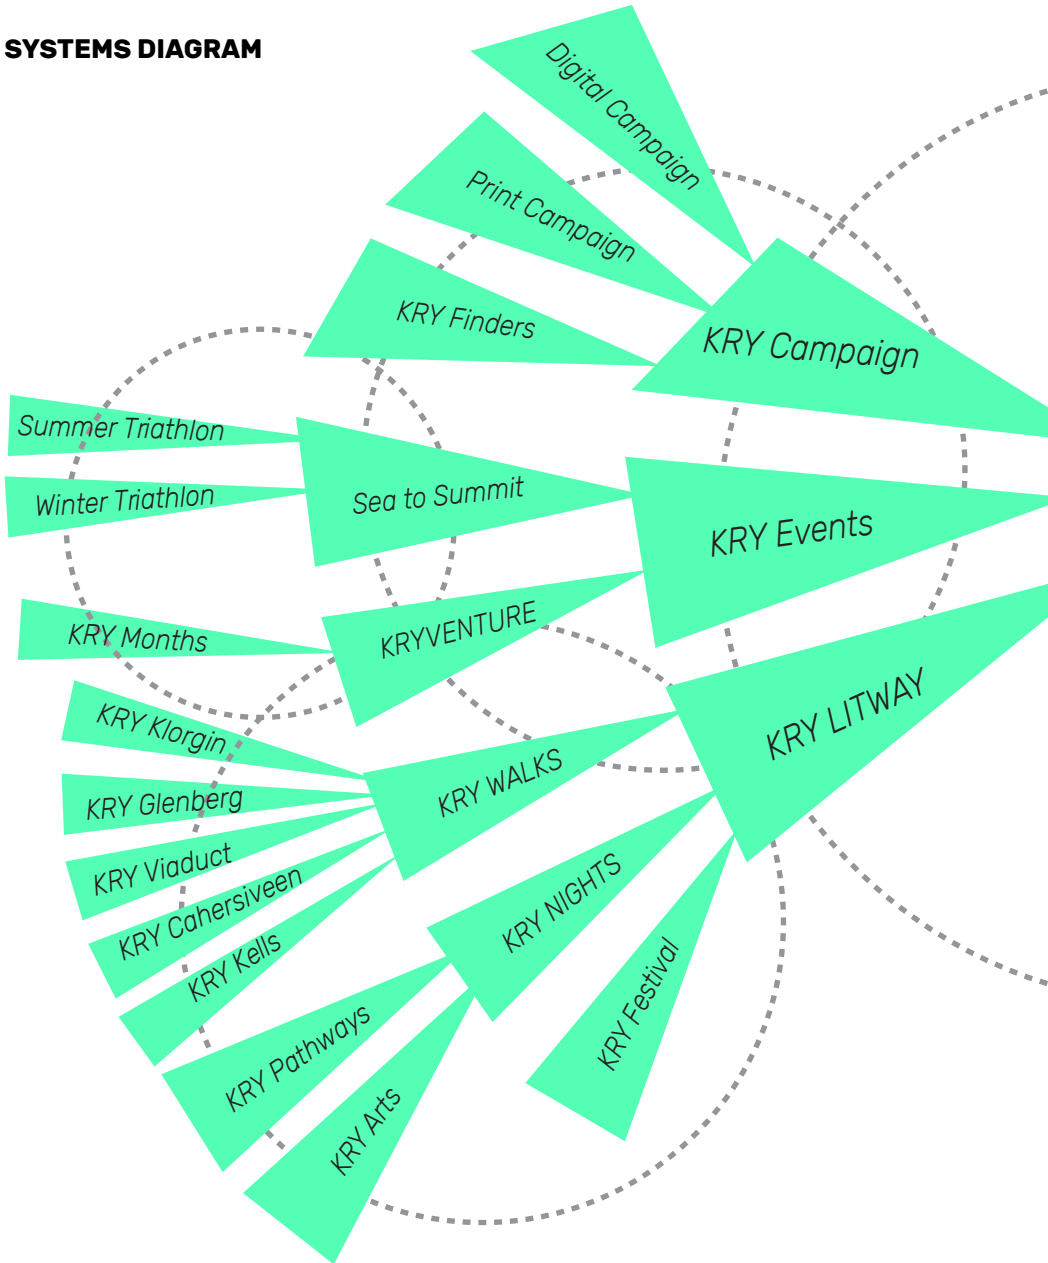 SYSTEMS DIAGRAM
Digital Campaign
Print Campaign
KRY Finders
KRY Campaign
Summer Triathlon
Winter Triathlon
Sea to Summit
KRY Events
KRY Months
KRYVENTURE
KRY LITWAY
KRY Klorgin
KRY Glenberg
KRY Viaduct
KRY Cahersiveen
KRY Kells
KRY WALKS
KRY NIGHTS
KRY Pathways
KRY Arts
KRY Festival